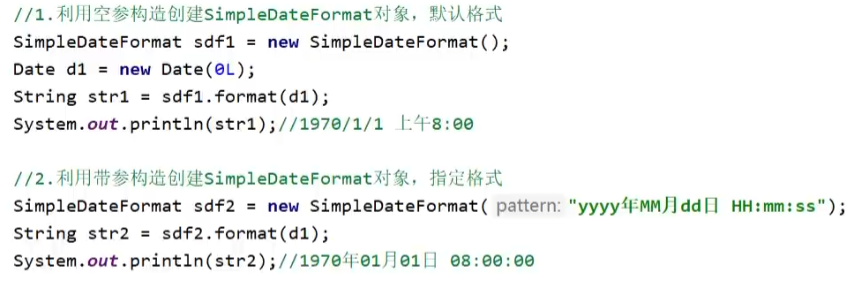 //1.利用空参构造创建SimpleDateFormat对象，默认格式
SimpleDateFormat sdf1 = new SimpleDateFormat();
Date d1 = new Date(0L);
String str1 = sdf1.format(d1);
System.out.println(str1);//1970/1/1 上午8:00
//2.利用带参构造创建SimpleDateFormat对象，指定格式
SimpleDateFormat sdf2 = new SimpleDateFormat( pattern: "yyyy年MM月dd日 HH:mm:ss");
String str2 = sdf2.format(d1);
System.out.println(str2);//1970年01月01日 08:00:00